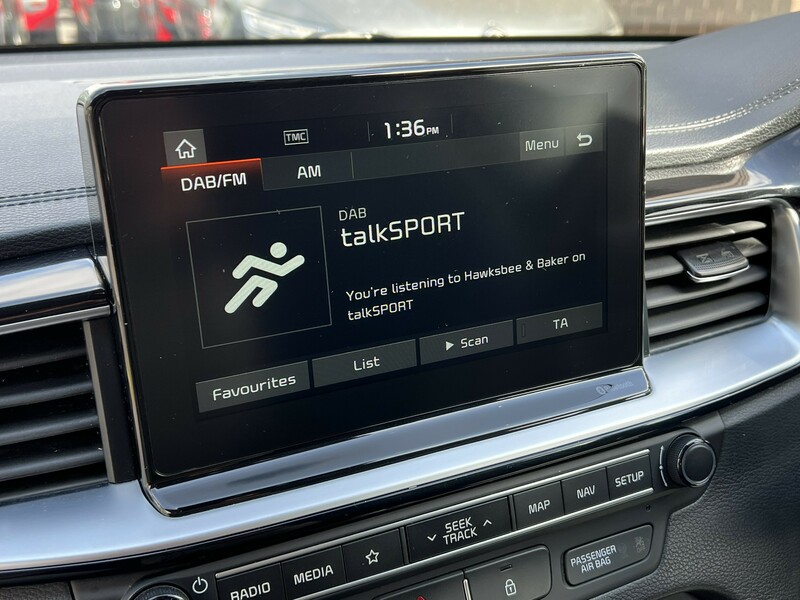 TMC
1:36PM
Menu
DAB/FM
AM
DAB
talkSPORT
You're listening to Hawksbee & Baker on
talkSPORT
Favourites
List
Scan
TA
RADIO
MEDIA
SEEK
TRACK
MAP
NAV
SETUP
PASSENGER
AIR BAG